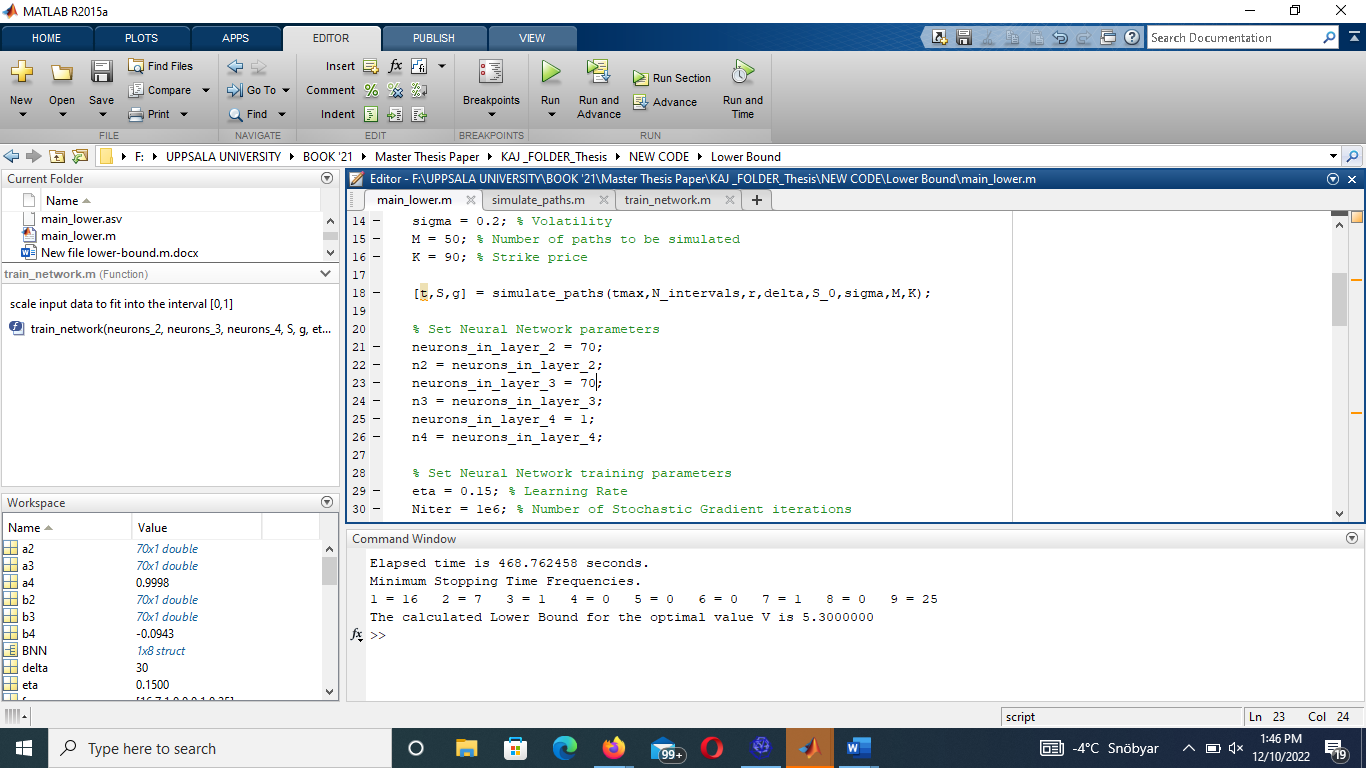 MATLAB R2015a
HOME PLOTS APPS EDITOR PUBLISH VIEW
Search Documentation
New Open Save Find Files Compare Print
Go To Find
Insert fx
Comment
Indent
Breakpoints
Run Run and Advance Run Section Advance Run and Time
FILE NAVIGATE EDIT BREAKPOINTS RUN
F: UPPSALA UNIVERSITY BOOK '21 Master Thesis Paper KAJ _FOLDER_Thesis NEW CODE Lower Bound
Current Folder
Name
main_lower.asv
main_lower.m
New file lower-bound.m.docx
train_network.m (Function)
scale input data to fit into the interval [0,1]
train_network(neurons_2, neurons_3, neurons_4, S, g, et...
Workspace
Name Value
a2 70x1 double
a3 70x1 double
a4 0.9998
b2 70x1 double
b3 70x1 double
b4 -0.0943
BNN 1x8 struct
delta 30
eta 0.1500
Editor - F:\UPPSALA UNIVERSITY\BOOK '21\Master Thesis Paper\KAJ _FOLDER_Thesis\NEW CODE\Lower Bound\main_lower.m
main_lower.m simulate_paths.m train_network.m
14 - sigma = 0.2; % Volatility
15 - M = 50; % Number of paths to be simulated
16 - K = 90; % Strike price
17
18 - [t,S,g] = simulate_paths(tmax,N_intervals,r,delta,S_0,sigma,M,K);
19
20 % Set Neural Network parameters
21 - neurons_in_layer_2 = 70;
22 - n2 = neurons_in_layer_2;
23 - neurons_in_layer_3 = 70;
24 - n3 = neurons_in_layer_3;
25 - neurons_in_layer_4 = 1;
26 - n4 = neurons_in_layer_4;
27
28 % Set Neural Network training parameters
29 - eta = 0.15; % Learning Rate
30 - Niter = 1e6; % Number of Stochastic Gradient iterations
Command Window
Elapsed time is 468.762458 seconds.
Minimum Stopping Time Frequencies.
1 = 16 2 = 7 3 = 1 4 = 0 5 = 0 6 = 0 7 = 1 8 = 0 9 = 25
The calculated Lower Bound for the optimal value V is 5.3000000
fx >>
script Ln 23 Col 24
Type here to search
99+
-4°C Snöbyar
1:46 PM
12/10/2022
19